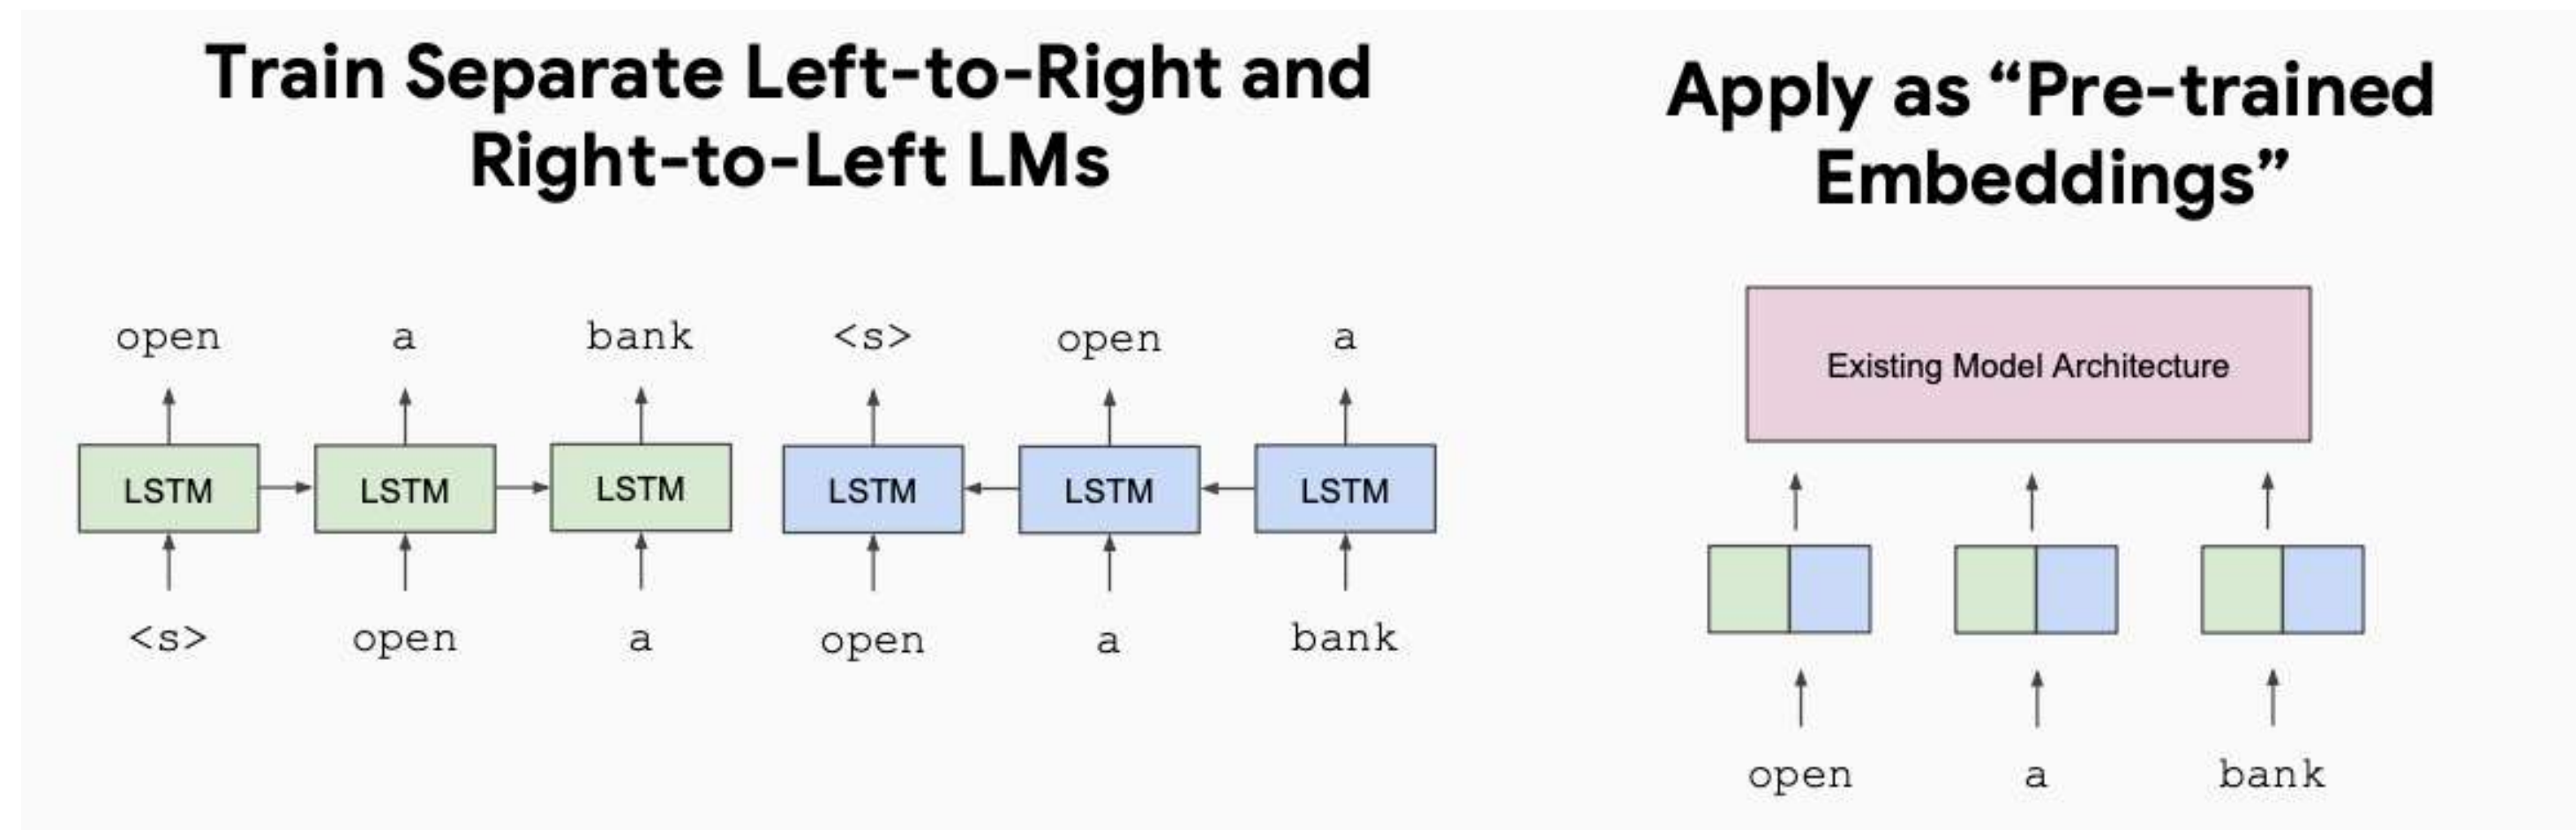 Train Separate Left-to-Right and
Right-to-Left LMs
open a bank <s> open a
LSTM LSTM LSTM LSTM LSTM LSTM
<s> open a open a bank
Apply as “Pre-trained
Embeddings”
Existing Model Architecture
open a bank